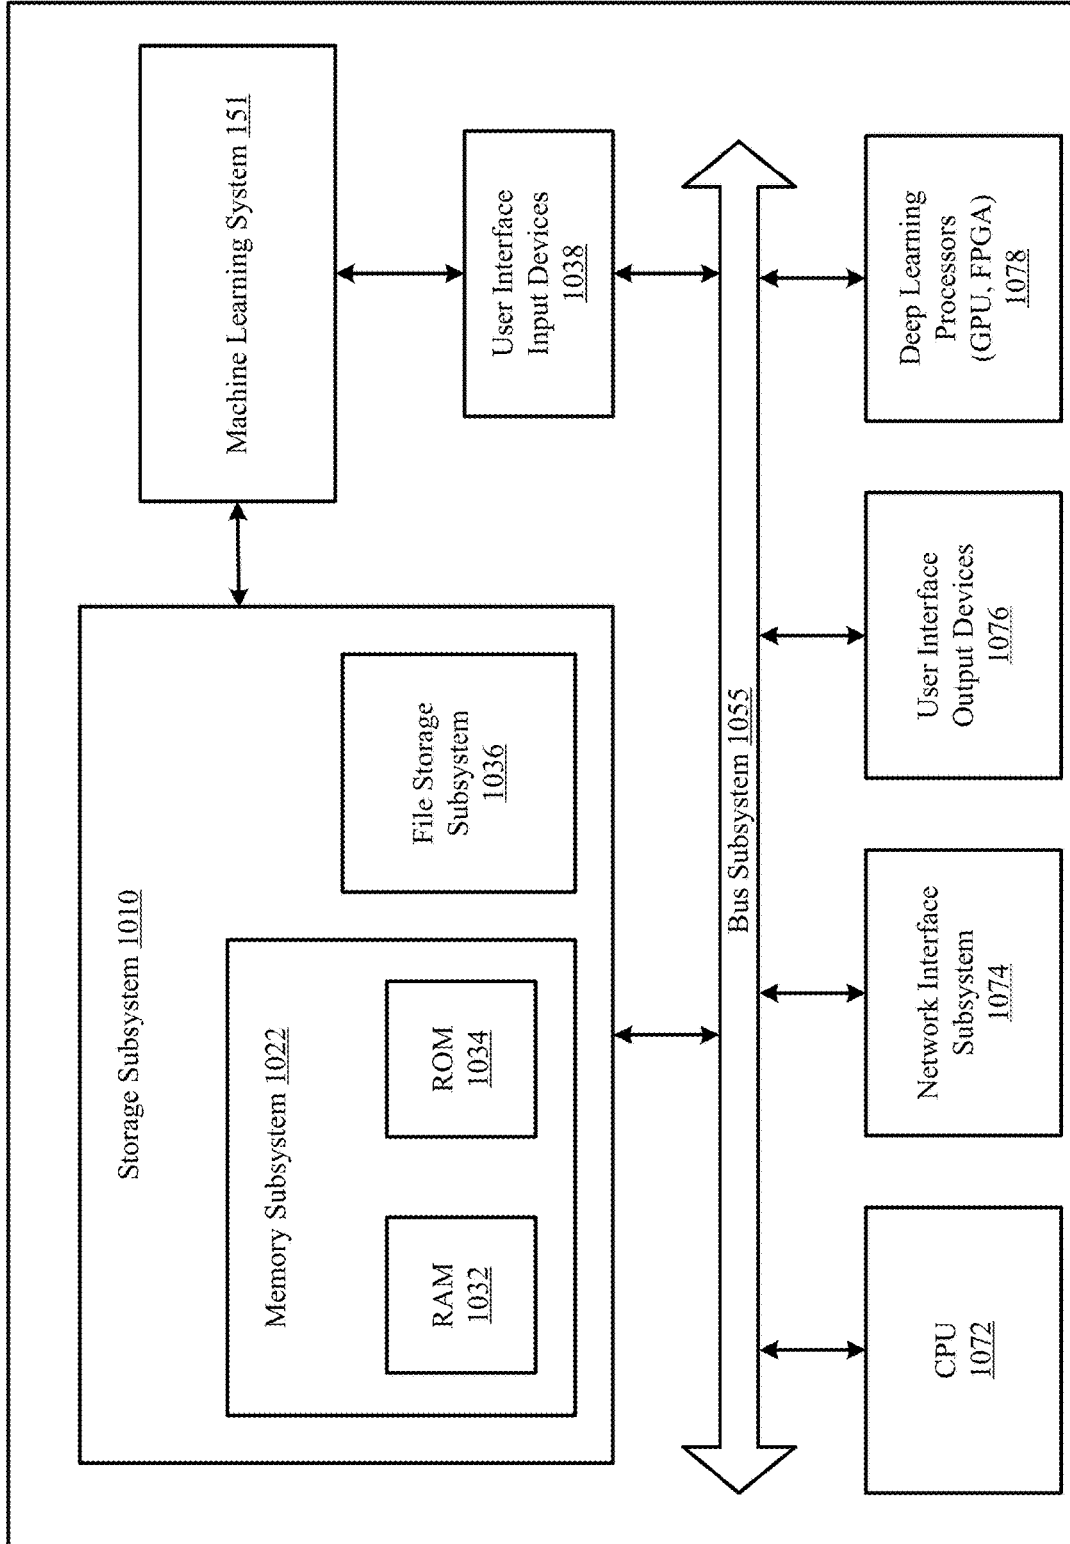 Storage Subsystem 1010
Memory Subsystem 1022
RAM
1032
ROM
1034
File Storage
Subsystem
1036
Machine Learning System 151
User Interface
Input Devices
1038
Bus Subsystem 1055
CPU
1072
Network Interface
Subsystem
1074
User Interface
Output Devices
1076
Deep Learning
Processors
(GPU, FPGA)
1078